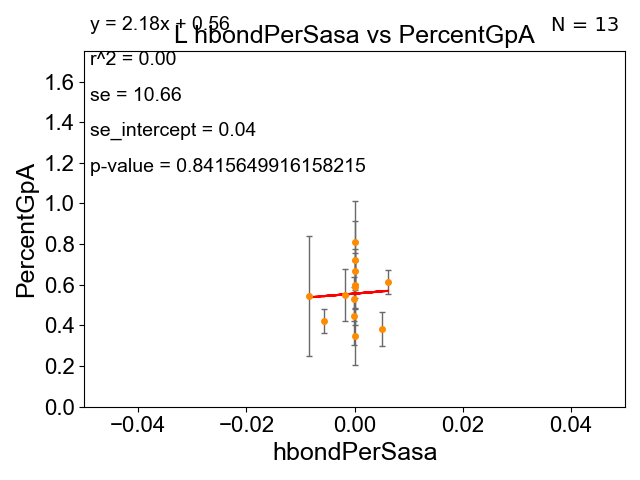 y = 2.18x + 0.56
N = 13
L hbondPerSasa vs PercentGpA
r^2 = 0.00
se = 10.66
se_intercept = 0.04
p-value = 0.8415649916158215
PercentGpA
1.6
1.4
1.2
1.0
0.8
0.6
0.4
0.2
0.0
−0.04 −0.02 0.00 0.02 0.04
hbondPerSasa